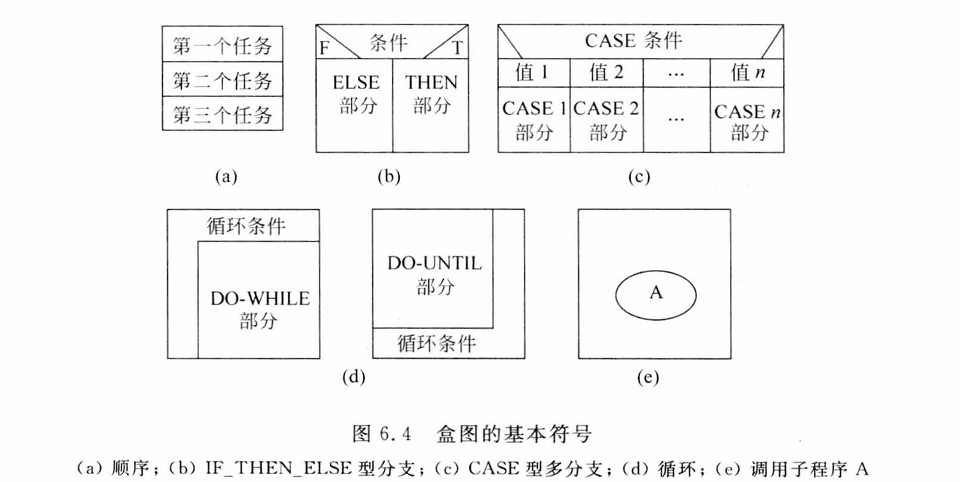 第一个任务
第二个任务
第三个任务
(a)
F 条件 T
ELSE 部分
THEN 部分
(b)
CASE 条件
值 1 值 2 … 值 n
CASE 1 部分
CASE 2 部分
…
CASE n 部分
(c)
循环条件
DO-WHILE
部分
DO-UNTIL
部分
循环条件
(d)
A
(e)
图 6.4 盒图的基本符号
(a) 顺序；(b) IF_THEN_ELSE 型分支；(c) CASE 型多分支；(d) 循环；(e) 调用子程序 A